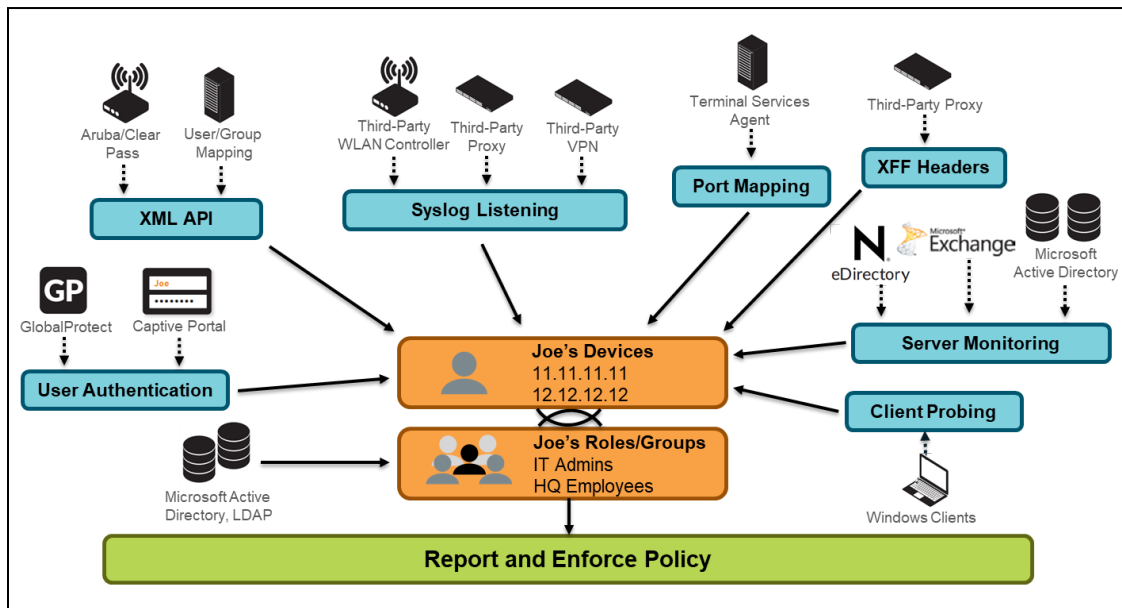 Aruba/Clear
Pass
User/Group
Mapping
XML API
Third-Party
WLAN Controller
Third-Party
Proxy
Third-Party
VPN
Syslog Listening
Terminal Services
Agent
Port Mapping
Third-Party Proxy
XFF Headers
N
eDirectory
Microsoft
Exchange
Microsoft
Active Directory
Server Monitoring
GP
GlobalProtect
Joe
Captive Portal
User Authentication
Joe's Devices
11.11.11.11
12.12.12.12
Client Probing
Windows Clients
Microsoft Active
Directory, LDAP
Joe's Roles/Groups
IT Admins
HQ Employees
Report and Enforce Policy